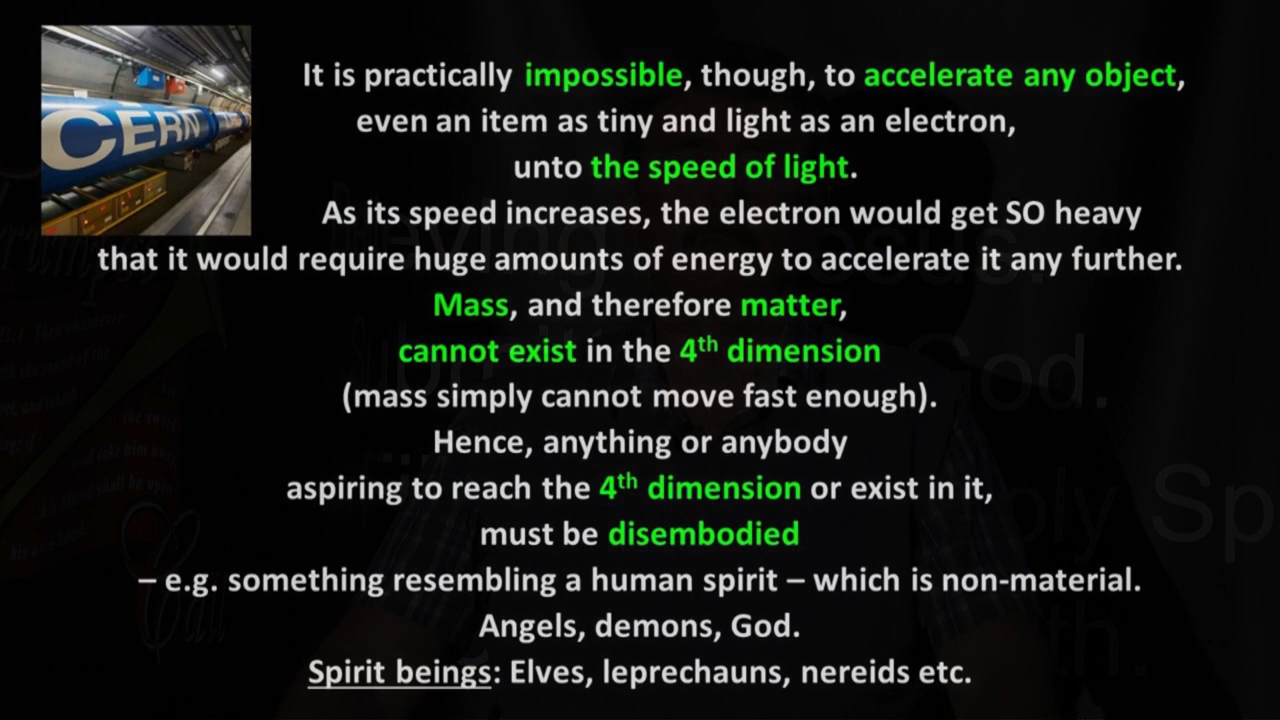 CERN
It is practically impossible, though, to accelerate any object,
even an item as tiny and light as an electron,
unto the speed of light.
As its speed increases, the electron would get SO heavy
that it would require huge amounts of energy to accelerate it any further.
Mass, and therefore matter,
cannot exist in the 4th dimension
(mass simply cannot move fast enough).
Hence, anything or anybody
aspiring to reach the 4th dimension or exist in it,
must be disembodied
– e.g. something resembling a human spirit – which is non-material.
Angels, demons, God.
Spirit beings: Elves, leprechauns, nereids etc.